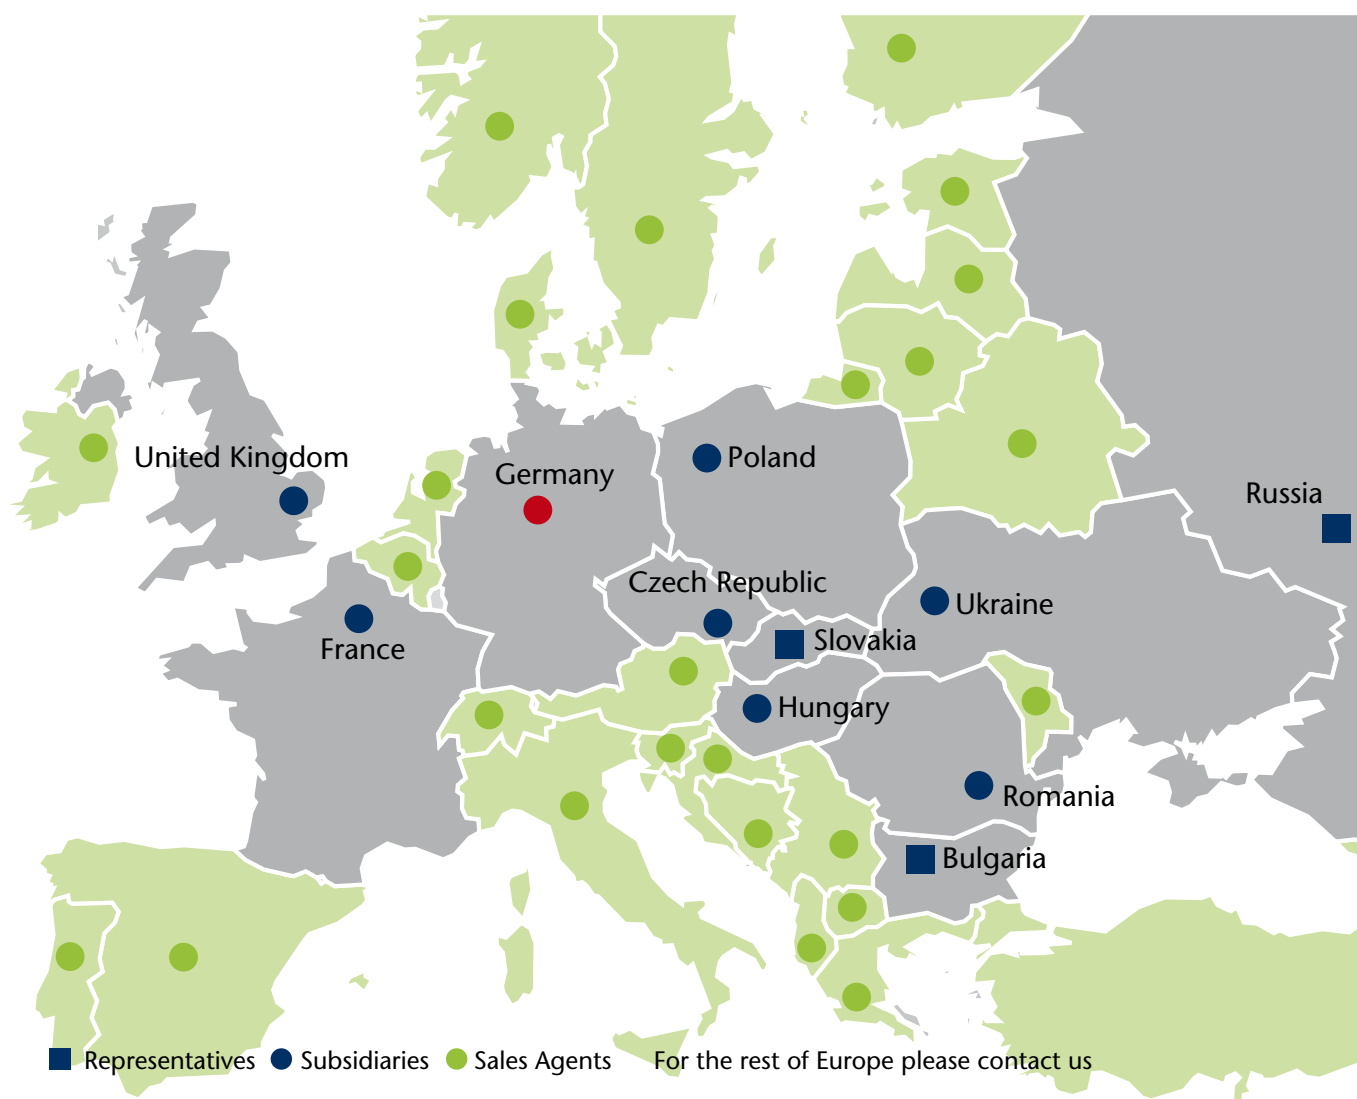 United Kingdom
Germany
Poland
Russia
Czech Republic
Ukraine
France
Slovakia
Hungary
Romania
Bulgaria
Representatives Subsidiaries Sales Agents For the rest of Europe please contact us